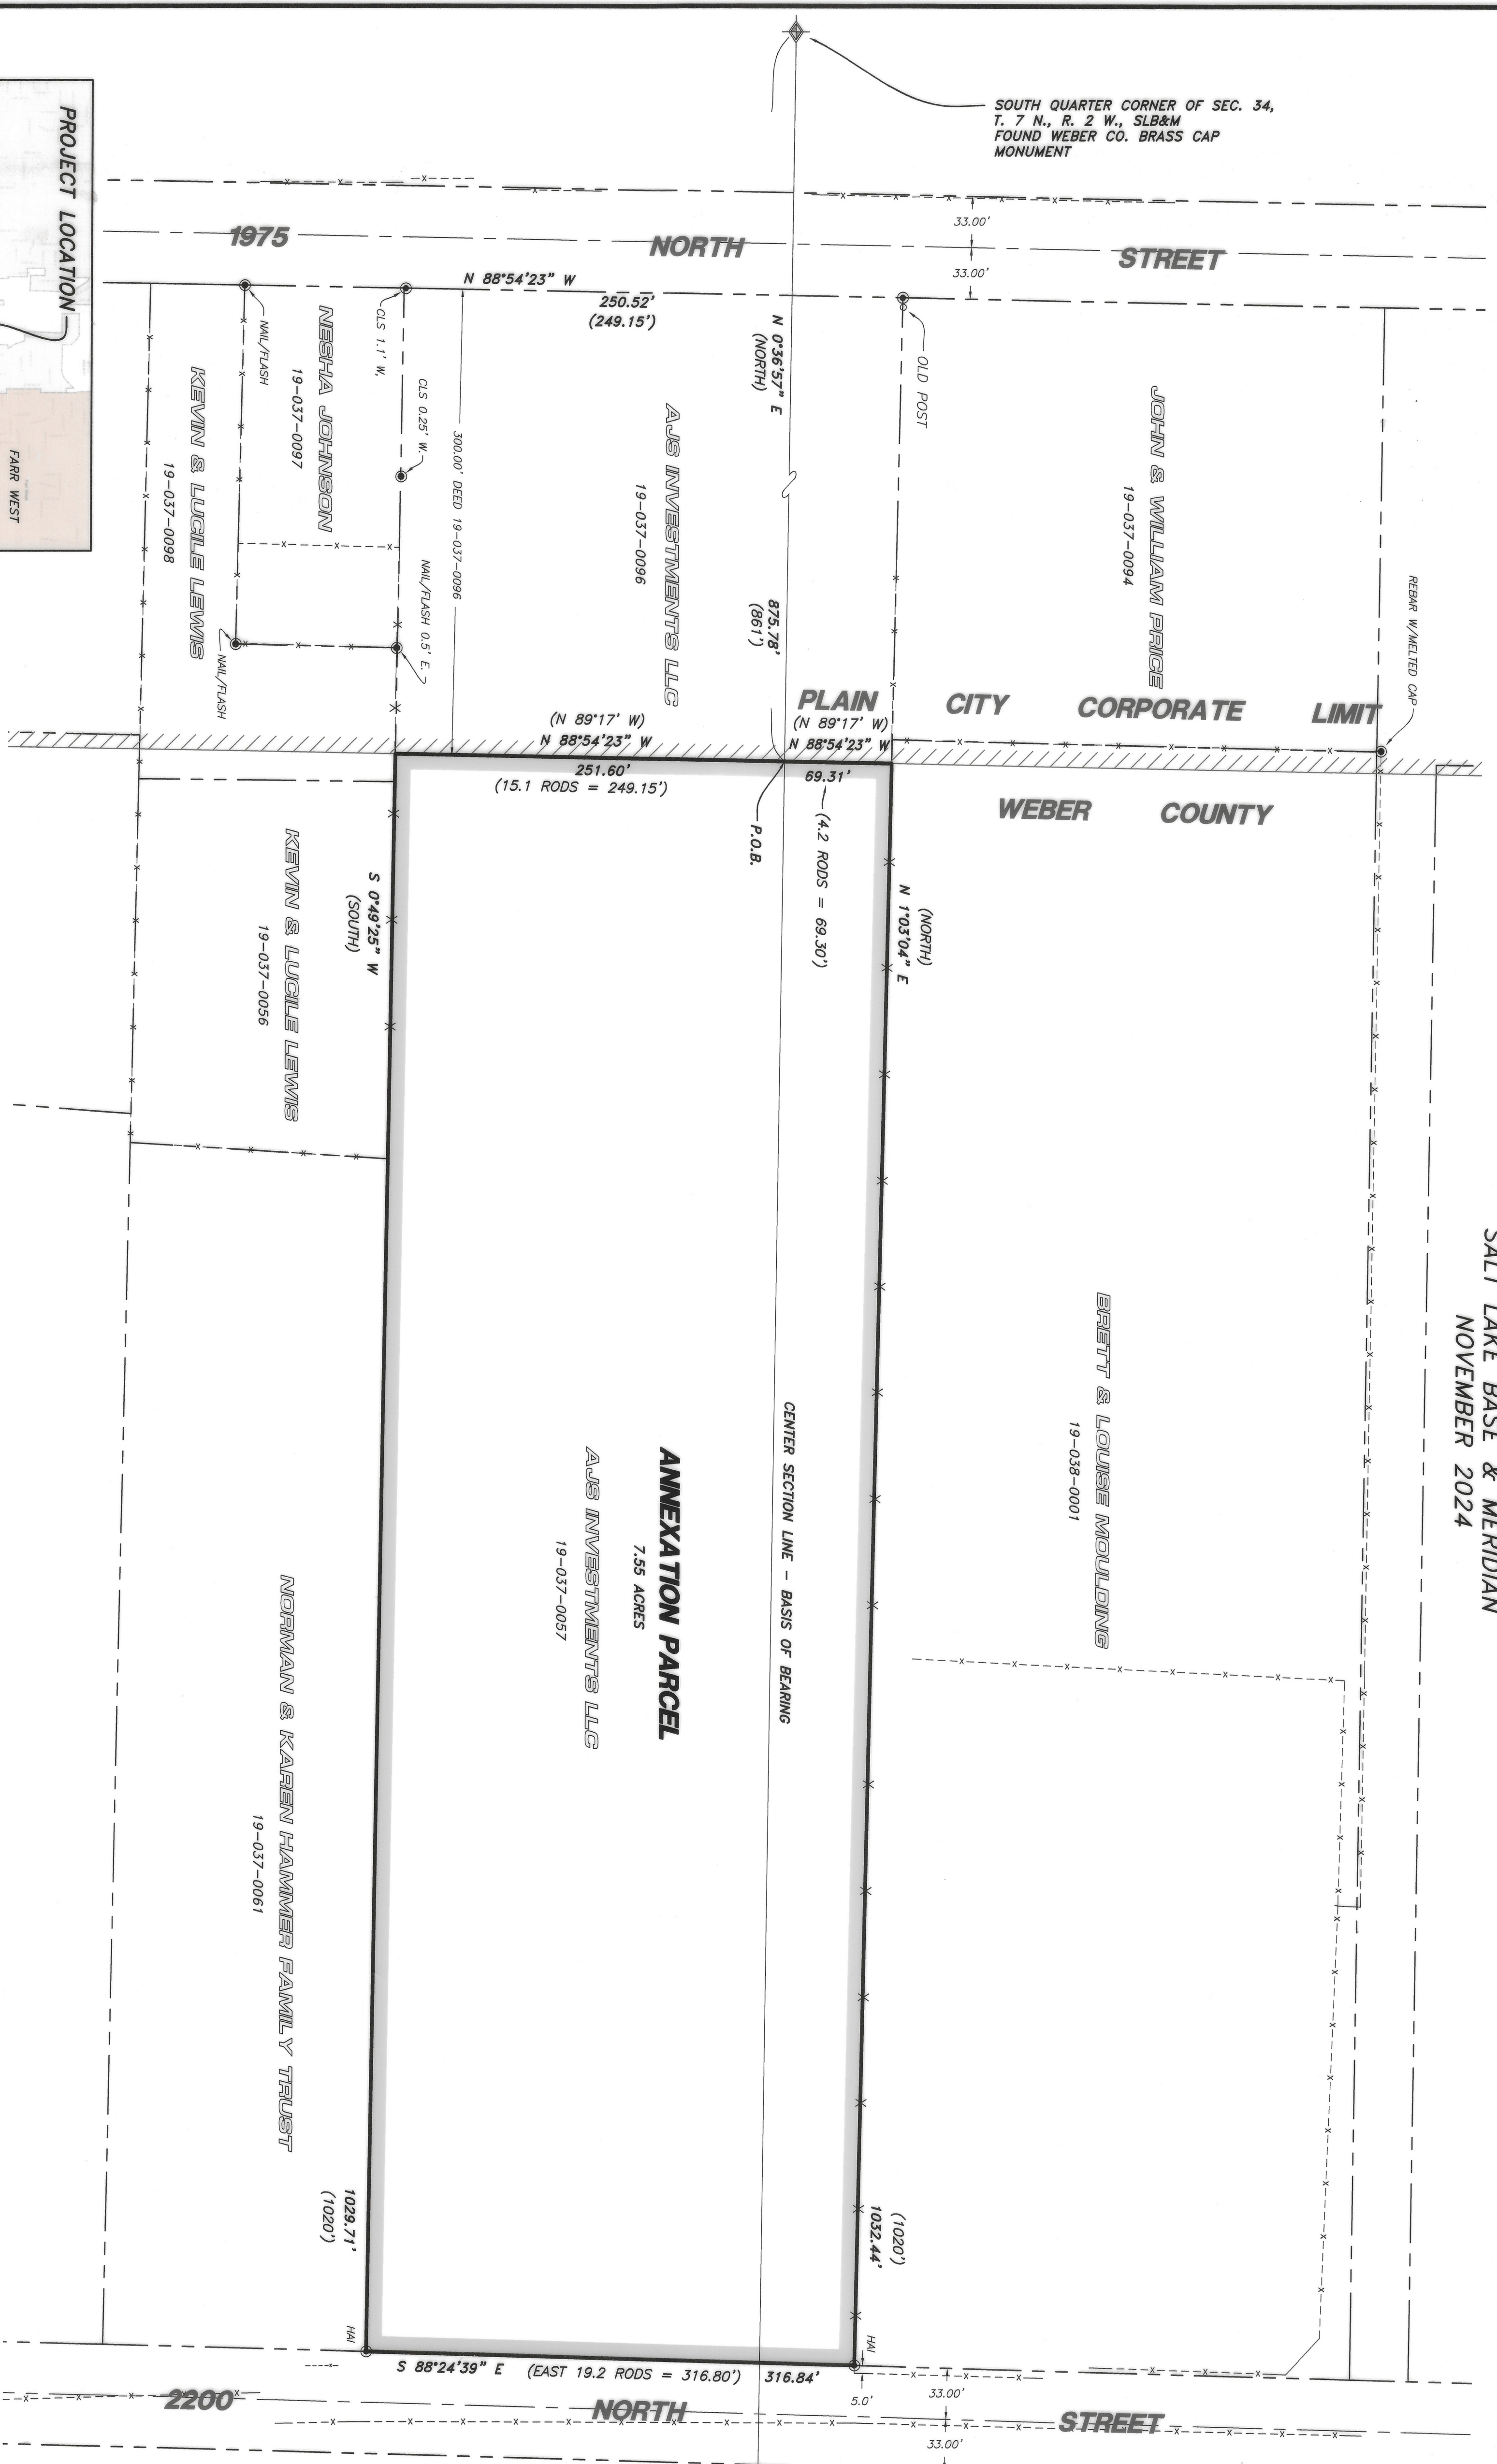 SOUTH QUARTER CORNER OF SEC. 34,
T. 7 N., R. 2 W., SLB&M
FOUND WEBER CO. BRASS CAP
MONUMENT
PROJECT LOCATION
FARR WEST
33.00'
33.00'
1975 NORTH STREET
N 88°54'23" W
250.52'
(249.15')
N 0°36'57" E
(NORTH)
875.78'
(861')
OLD POST
CLS 1.1' W.
CLS 0.25' W.
NAIL/FLASH
NAIL/FLASH
NAIL/FLASH 0.5' E.
300.00' DEED 19-037-0096
NESHA JOHNSON
19-037-0097
KEVIN & LUCILE LEWIS
19-037-0098
AJS INVESTMENTS LLC
19-037-0096
JOHN & WILLIAM PRICE
19-037-0094
REBAR W/MELTED CAP
PLAIN CITY CORPORATE LIMIT
(N 89°17' W)
N 88°54'23" W
(N 89°17' W)
N 88°54'23" W
251.60'
(15.1 RODS = 249.15')
69.31'
(4.2 RODS = 69.30')
P.O.B.
WEBER COUNTY
KEVIN & LUCILE LEWIS
19-037-0056
S 0°49'25" W
(SOUTH)
(NORTH)
N 1°03'04" E
SALT LAKE BASE & MERIDIAN
NOVEMBER 2024
BRETT & LOUISE MOULDING
19-038-0001
CENTER SECTION LINE - BASIS OF BEARING
ANNEXATION PARCEL
7.55 ACRES
AJS INVESTMENTS LLC
19-037-0057
NORMAN & KAREN HAMMER FAMILY TRUST
19-037-0061
1029.71'
(1020')
(1020')
1032.44'
HAI
HAI
S 88°24'39" E (EAST 19.2 RODS = 316.80') 316.84'
5.0'
33.00'
33.00'
2200 NORTH STREET